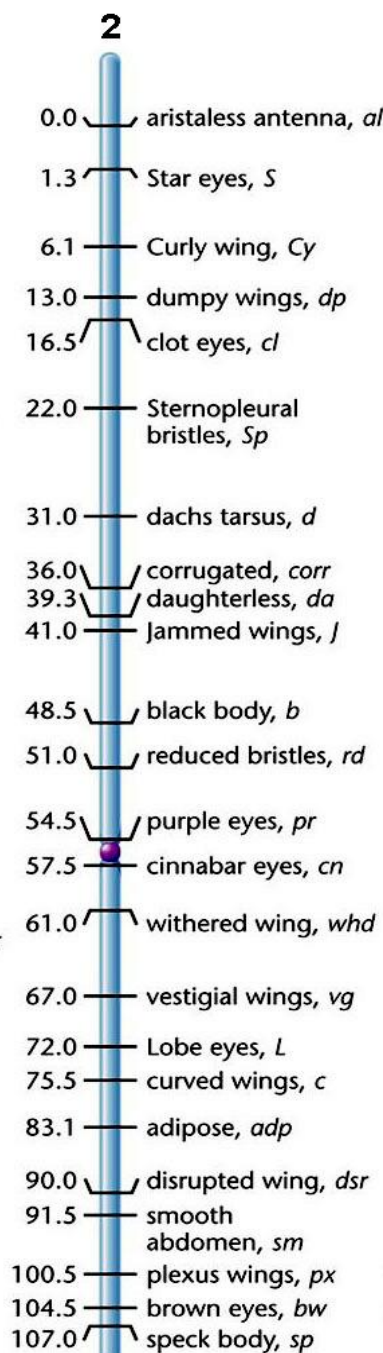 2
0.0 aristaless antenna, al
1.3 Star eyes, S
6.1 Curly wing, Cy
13.0 dumpy wings, dp
16.5 clot eyes, cl
22.0 Sternopleural
bristles, Sp
31.0 dachs tarsus, d
36.0 corrugated, corr
39.3 daughterless, da
41.0 Jammed wings, J
48.5 black body, b
51.0 reduced bristles, rd
54.5 purple eyes, pr
57.5 cinnabar eyes, cn
61.0 withered wing, whd
67.0 vestigial wings, vg
72.0 Lobe eyes, L
75.5 curved wings, c
83.1 adipose, adp
90.0 disrupted wing, dsr
91.5 smooth
abdomen, sm
100.5 plexus wings, px
104.5 brown eyes, bw
107.0 speck body, sp